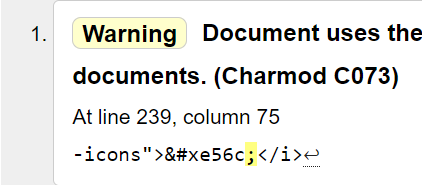 1. Warning Document uses the
documents. (Charmod C073)
At line 239, column 75
-icons">&#xe56c;</i>↩